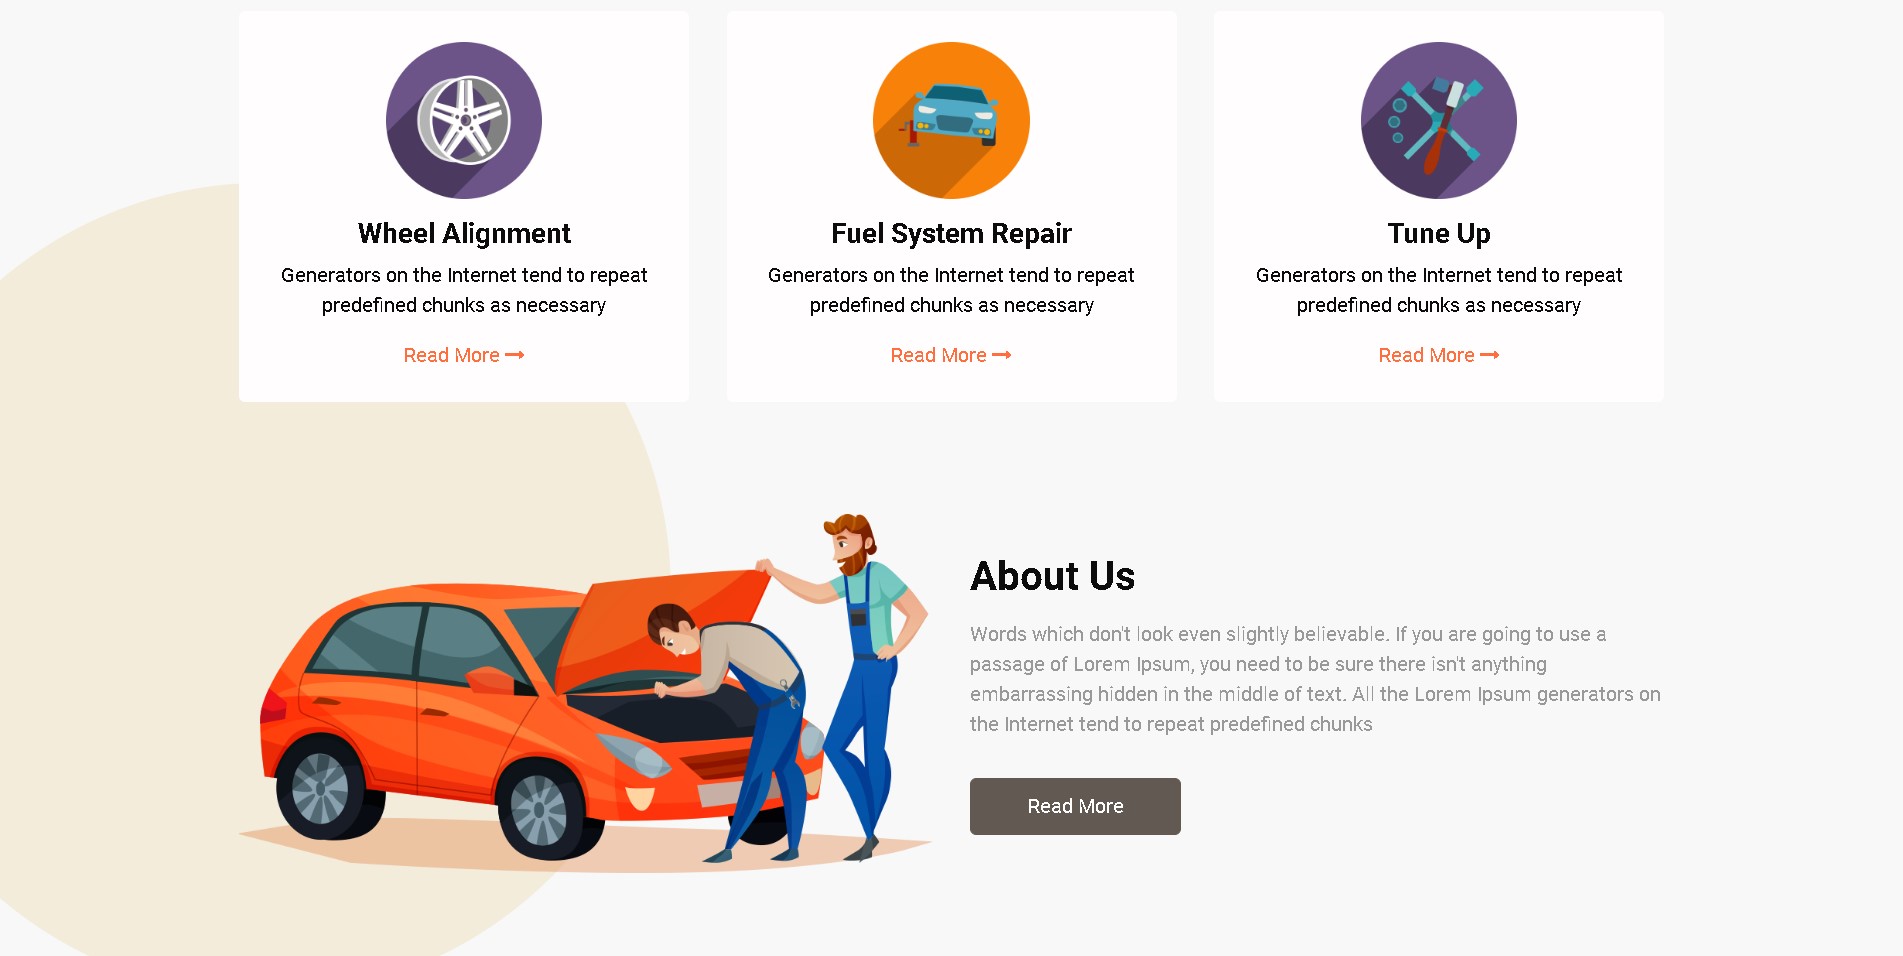 Wheel Alignment
Generators on the Internet tend to repeat
predefined chunks as necessary
Read More
Fuel System Repair
Generators on the Internet tend to repeat
predefined chunks as necessary
Read More
Tune Up
Generators on the Internet tend to repeat
predefined chunks as necessary
Read More
About Us
Words which don't look even slightly believable. If you are going to use a
passage of Lorem Ipsum, you need to be sure there isn't anything
embarrassing hidden in the middle of text. All the Lorem Ipsum generators on
the Internet tend to repeat predefined chunks
Read More